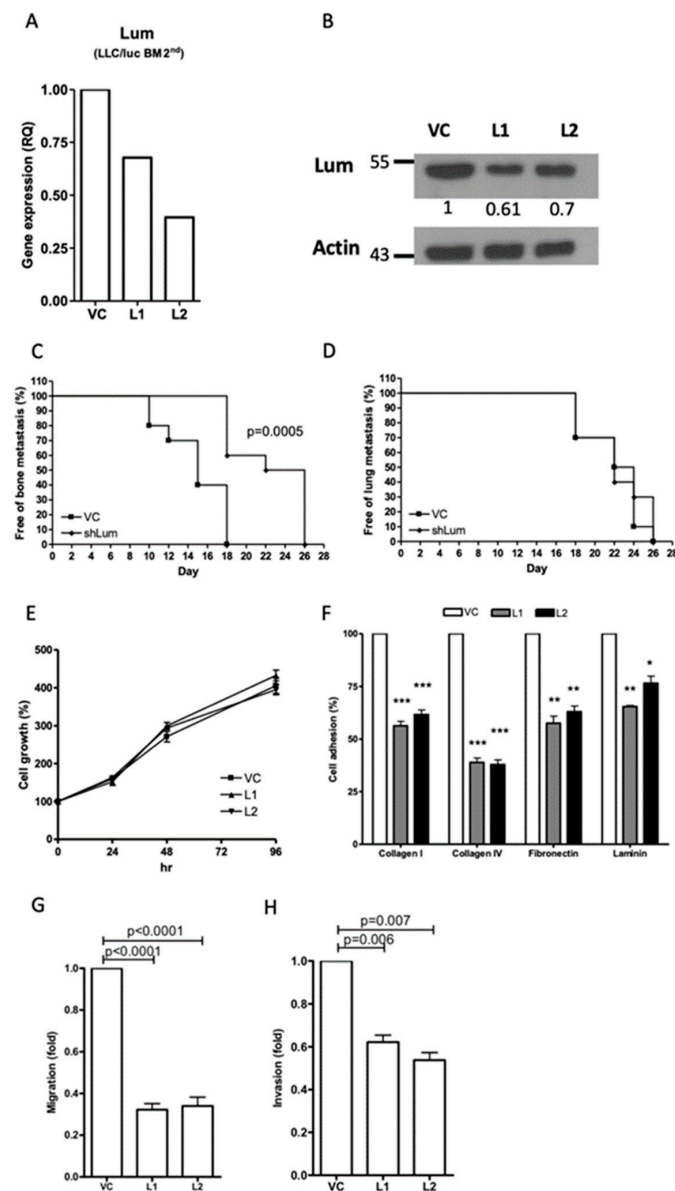 A
Lum
(LLC/luc BM2nd)
Gene expression (RQ)
1.00
0.75
0.50
0.25
0.00
VC L1 L2
B
VC L1 L2
Lum
55
1 0.61 0.7
Actin
43
C
Free of bone metastasis (%)
110
100
90
80
70
60
50
40
30
20
10
0
p=0.0005
VC
shLum
0 2 4 6 8 10 12 14 16 18 20 22 24 26 28
Day
D
Free of lung metastasis (%)
110
100
90
80
70
60
50
40
30
20
10
0
VC
shLum
0 2 4 6 8 10 12 14 16 18 20 22 24 26 28
Day
E
Cell growth (%)
500
400
300
200
100
0
VC
L1
L2
0 24 48 72 96
hr
F
VC L1 L2
Cell adhesion (%)
100
75
50
25
0
*** ***
*** ***
** **
** *
Collagen I Collagen IV Fibronectin Laminin
G
p<0.0001
p<0.0001
Migration (fold)
1.0
0.8
0.6
0.4
0.2
0.0
VC L1 L2
H
p=0.007
p=0.006
Invasion (fold)
1.0
0.8
0.6
0.4
0.2
0.0
VC L1 L2